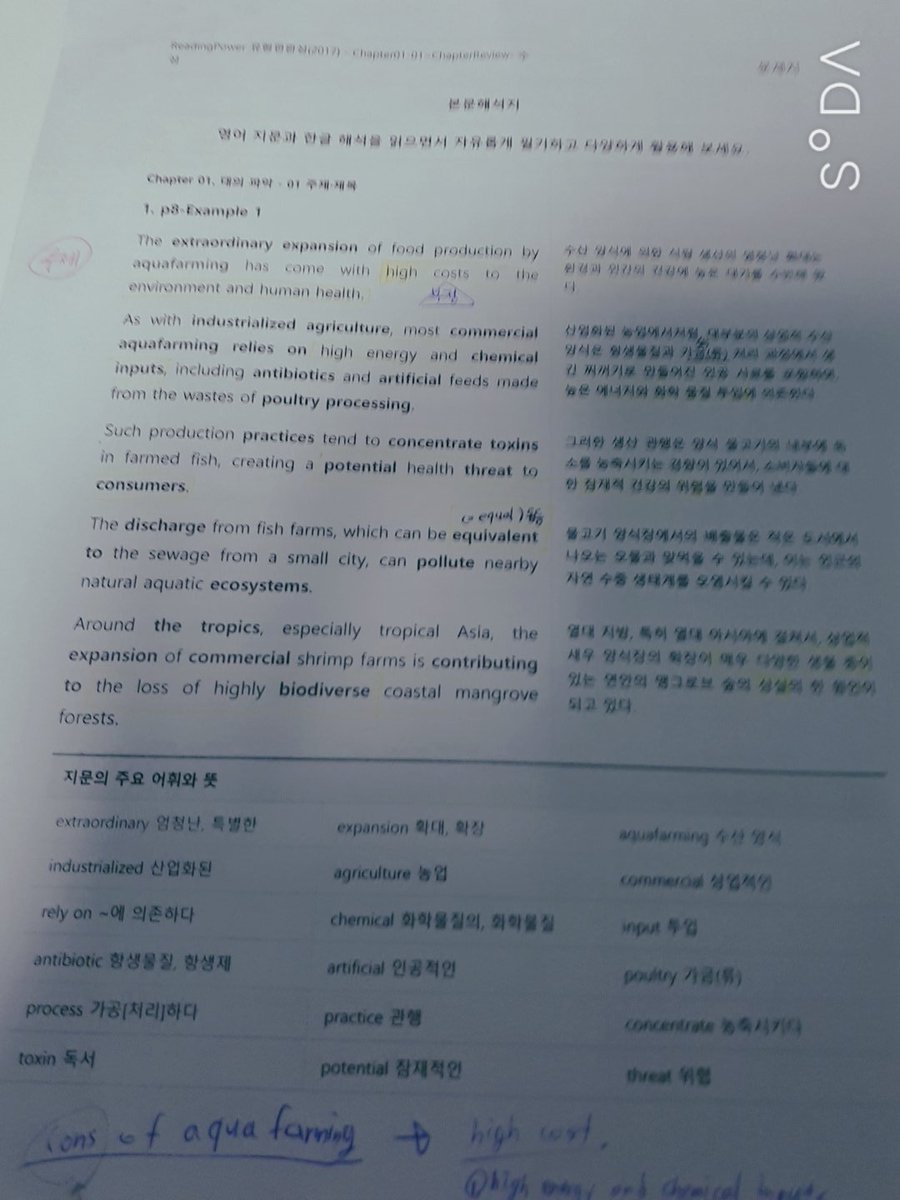 ReadingPower 유형편완성(2017) - Chapter01-01-ChapterReview-수
업
본문해석지
영어 지문과 한글 해석을 읽으면서 자유롭게 필기하고 다양하게 활용해 보세요.
Chapter 01. 대의 파악 - 01 주제·제목
1. p8-Example 1
주제
The extraordinary expansion of food production by
aquafarming has come with high costs to the
environment and human health.
수산 양식에 의한 식량 생산의 엄청난 확대는
환경과 인간의 건강에 높은 대가를 수반해 왔
다.
As with industrialized agriculture, most commercial
aquafarming relies on high energy and chemical
inputs, including antibiotics and artificial feeds made
from the wastes of poultry processing.
산업화된 농업에서처럼, 대부분의 상업적 수산
양식은 항생물질과 가금(류) 처리 과정에서 생
긴 찌꺼기로 만들어진 인공 사료를 포함하여,
높은 에너지와 화학 물질 투입에 의존한다.
Such production practices tend to concentrate toxins
in farmed fish, creating a potential health threat to
consumers.
그러한 생산 관행은 양식 물고기의 내부에 독
소를 농축시키는 경향이 있어서, 소비자들에 대
한 잠재적 건강의 위협을 만들어 낸다.
equal
The discharge from fish farms, which can be equivalent
to the sewage from a small city, can pollute nearby
natural aquatic ecosystems.
물고기 양식장에서의 배출물은 작은 도시에서
나오는 오물과 맞먹을 수 있는데, 이는 인근의
자연 수중 생태계를 오염시킬 수 있다.
Around the tropics, especially tropical Asia, the
expansion of commercial shrimp farms is contributing
to the loss of highly biodiverse coastal mangrove
forests.
열대 지방, 특히 열대 아시아에 걸쳐서, 상업적
새우 양식장의 확장이 매우 다양한 생물 종이
있는 연안의 맹그로브 숲의 상실의 한 원인이
되고 있다.
지문의 주요 어휘와 뜻
extraordinary 엄청난, 특별한 expansion 확대, 확장 aquafarming 수산 양식
industrialized 산업화된 agriculture 농업 commercial 상업적인
rely on ~에 의존하다 chemical 화학물질의, 화학물질 input 투입
antibiotic 항생물질, 항생제 artificial 인공적인 poultry 가금(류)
process 가공[처리]하다 practice 관행 concentrate 농축시키다
toxin 독서 potential 잠재적인 threat 위협
ions of aqua farming → high cost.
①high energy and chemical inputs
SoDA